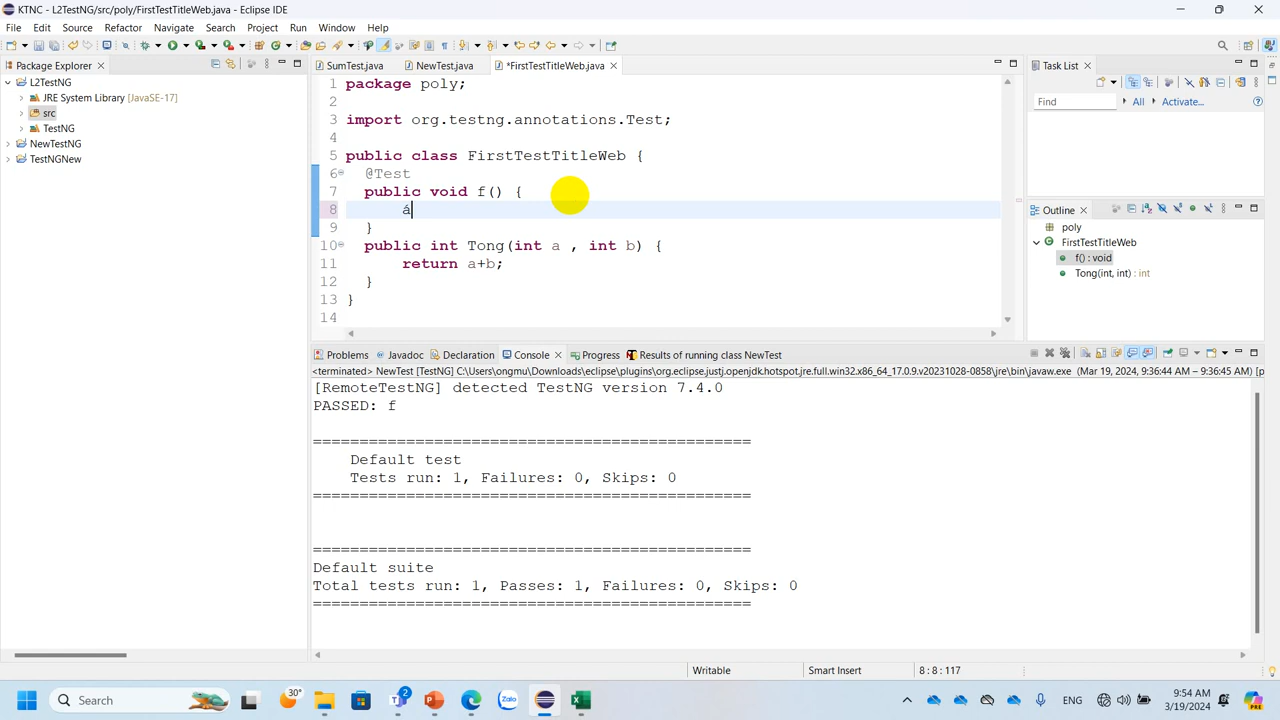 KTNC - L2TestNG/src/poly/FirstTestTitleWeb.java - Eclipse IDE
File Edit Source Refactor Navigate Search Project Run Window Help
Package Explorer
L2TestNG
JRE System Library [JavaSE-17]
src
TestNG
NewTestNG
TestNGNew
SumTest.java NewTest.java *FirstTestTitleWeb.java
1 package poly;
2
3 import org.testng.annotations.Test;
4
5 public class FirstTestTitleWeb {
6 @Test
7 public void f() {
8 á
9 }
10 public int Tong(int a , int b) {
11 return a+b;
12 }
13 }
14
Task List
Find All Activate...
Outline
poly
FirstTestTitleWeb
f() : void
Tong(int, int) : int
Problems Javadoc Declaration Console Progress Results of running class NewTest
<terminated> NewTest [TestNG] C:\Users\ongmu\Downloads\eclipse\plugins\org.eclipse.justj.openjdk.hotspot.jre.full.win32.x86_64_17.0.9.v20231028-0858\jre\bin\javaw.exe (Mar 19, 2024, 9:36:44 AM – 9:36:45 AM) [p
[RemoteTestNG] detected TestNG version 7.4.0
PASSED: f
===============================================
Default test
Tests run: 1, Failures: 0, Skips: 0
===============================================
===============================================
Default suite
Total tests run: 1, Passes: 1, Failures: 0, Skips: 0
===============================================
Writable Smart Insert 8 : 8 : 117
Search 30° 2 Zalo ENG 9:54 AM
3/19/2024
PRE